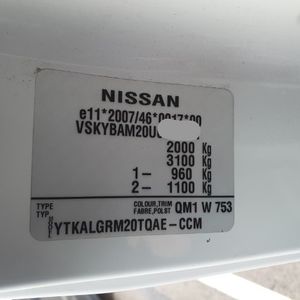 NISSAN
e11*2007/46*0017*00
VSKYBAM20U
2000 Kg
3100 Kg
1- 960 Kg
2- 1100 Kg
TYPE COLOUR,TRIM QM1 W 753
TYP FABRE,POLST
YTKALGRM20TQAE-CCM